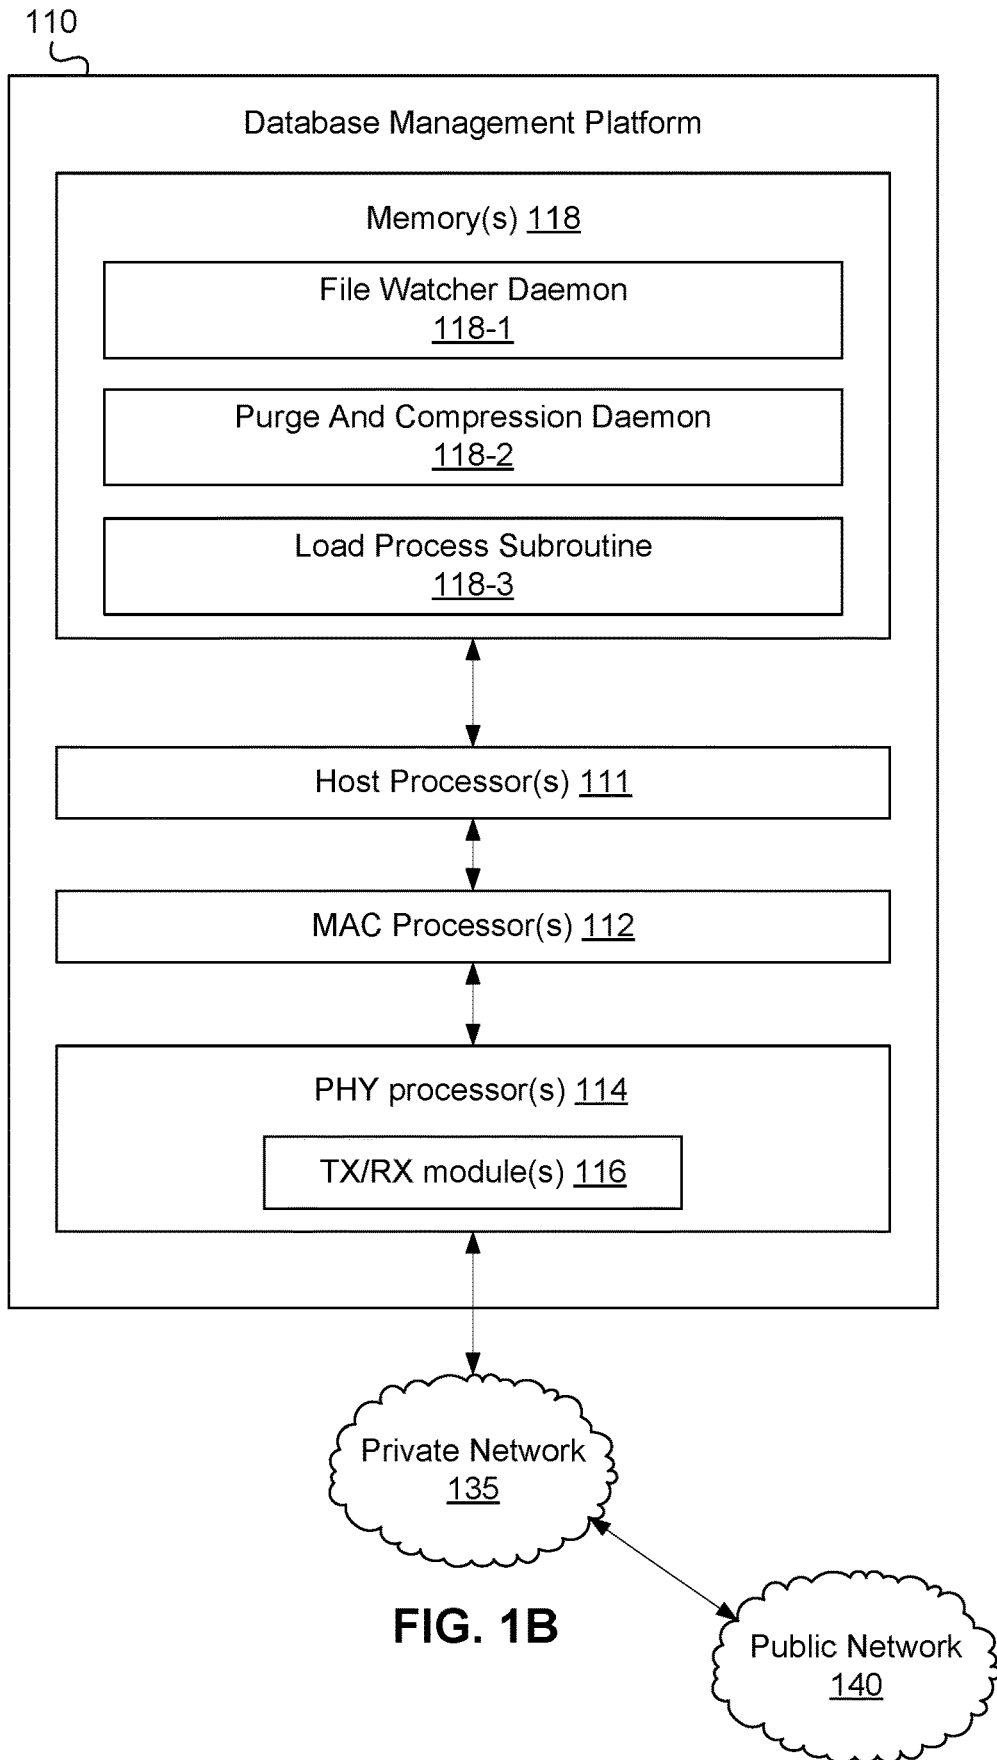 110
Database Management Platform
Memory(s) 118
File Watcher Daemon
118-1
Purge And Compression Daemon
118-2
Load Process Subroutine
118-3
Host Processor(s) 111
MAC Processor(s) 112
PHY processor(s) 114
TX/RX module(s) 116
Private Network
135
FIG. 1B
Public Network
140